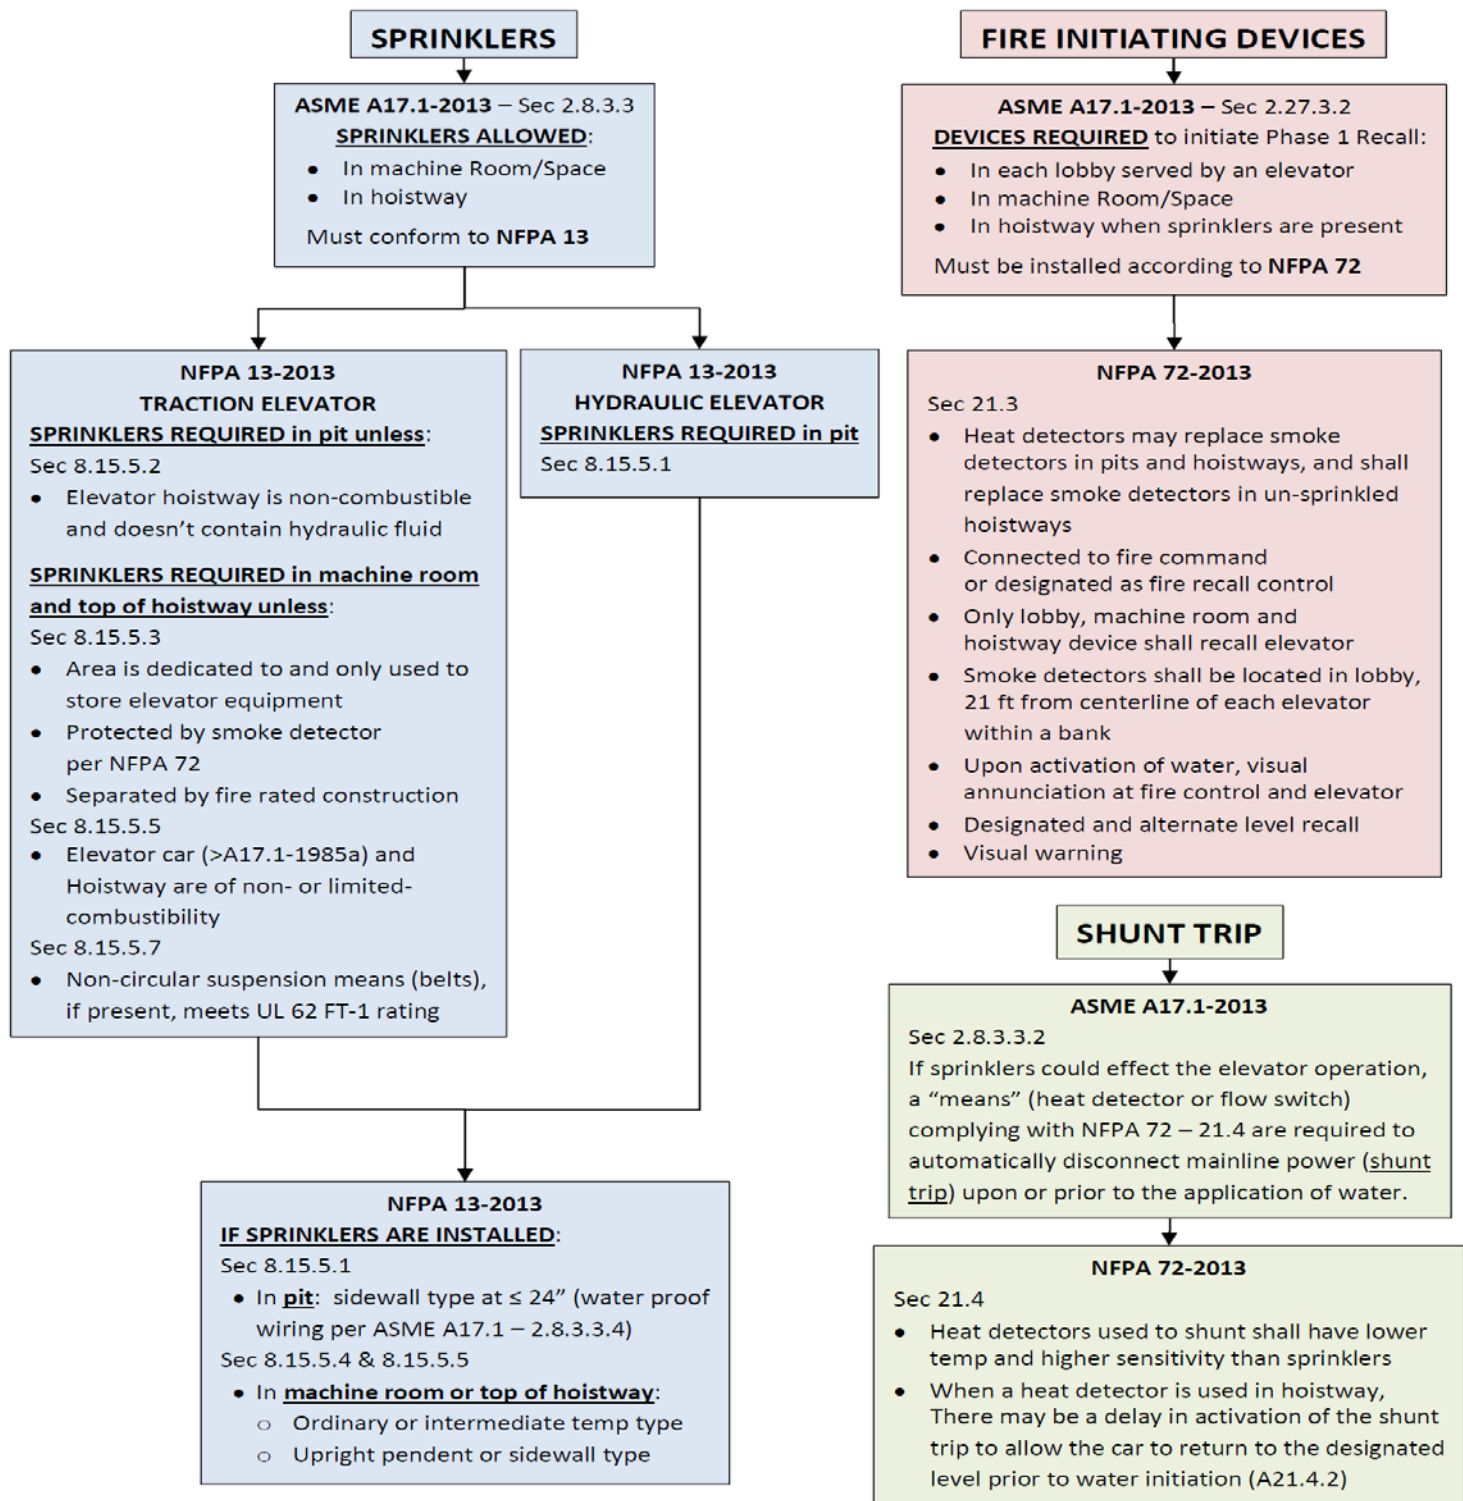 SPRINKLERS
ASME A17.1-2013 – Sec 2.8.3.3
SPRINKLERS ALLOWED:
• In machine Room/Space
• In hoistway
Must conform to NFPA 13
NFPA 13-2013
TRACTION ELEVATOR
SPRINKLERS REQUIRED in pit unless:
Sec 8.15.5.2
• Elevator hoistway is non-combustible
and doesn’t contain hydraulic fluid
SPRINKLERS REQUIRED in machine room
and top of hoistway unless:
Sec 8.15.5.3
• Area is dedicated to and only used to
store elevator equipment
• Protected by smoke detector
per NFPA 72
• Separated by fire rated construction
Sec 8.15.5.5
• Elevator car (>A17.1-1985a) and
Hoistway are of non- or limited-
combustibility
Sec 8.15.5.7
• Non-circular suspension means (belts),
if present, meets UL 62 FT-1 rating
NFPA 13-2013
HYDRAULIC ELEVATOR
SPRINKLERS REQUIRED in pit
Sec 8.15.5.1
NFPA 13-2013
IF SPRINKLERS ARE INSTALLED:
Sec 8.15.5.1
• In pit: sidewall type at ≤ 24” (water proof
wiring per ASME A17.1 – 2.8.3.3.4)
Sec 8.15.5.4 & 8.15.5.5
• In machine room or top of hoistway:
o Ordinary or intermediate temp type
o Upright pendent or sidewall type
FIRE INITIATING DEVICES
ASME A17.1-2013 – Sec 2.27.3.2
DEVICES REQUIRED to initiate Phase 1 Recall:
• In each lobby served by an elevator
• In machine Room/Space
• In hoistway when sprinklers are present
Must be installed according to NFPA 72
NFPA 72-2013
Sec 21.3
• Heat detectors may replace smoke
detectors in pits and hoistways, and shall
replace smoke detectors in un-sprinkled
hoistways
• Connected to fire command
or designated as fire recall control
• Only lobby, machine room and
hoistway device shall recall elevator
• Smoke detectors shall be located in lobby,
21 ft from centerline of each elevator
within a bank
• Upon activation of water, visual
annunciation at fire control and elevator
• Designated and alternate level recall
• Visual warning
SHUNT TRIP
ASME A17.1-2013
Sec 2.8.3.3.2
If sprinklers could effect the elevator operation,
a “means” (heat detector or flow switch)
complying with NFPA 72 – 21.4 are required to
automatically disconnect mainline power (shunt
trip) upon or prior to the application of water.
NFPA 72-2013
Sec 21.4
• Heat detectors used to shunt shall have lower
temp and higher sensitivity than sprinklers
• When a heat detector is used in hoistway,
There may be a delay in activation of the shunt
trip to allow the car to return to the designated
level prior to water initiation (A21.4.2)